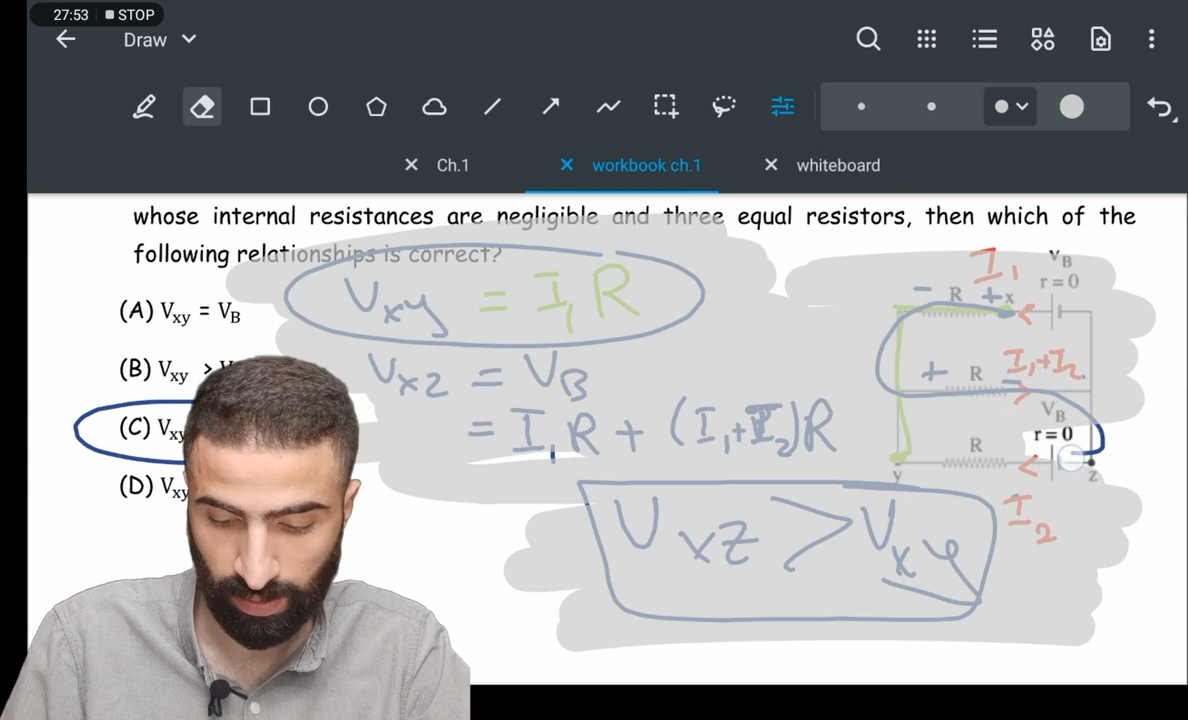 27:53 STOP
Draw
Ch.1
workbook ch.1
whiteboard
whose internal resistances are negligible and three equal resistors, then which of the
following relationships is correct?
(A) Vxy = VB
(B) Vxy >
(C) Vxy
(D) Vxy
Vxy = I₁R
Vxz = VB
= I₁R + (I₁+I₂)R
Vxz > Vxy
I₁
VB
r=0
- R + x
I₁+I₂
+ R
VB
r=0
R
y
z
I₂